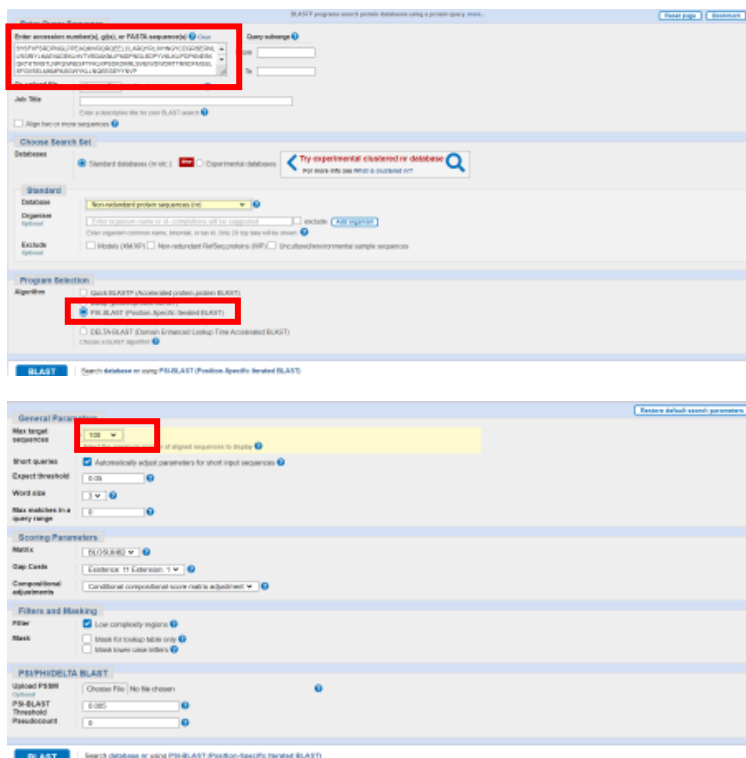 BLASTP programs search protein databases using a protein query. more...
Reset page
Bookmark
Enter accession number(s), gi(s), or FASTA sequence(s) Clear
Query subrange
To
Job Title
Enter a descriptive title for your BLAST search
Align two or more sequences
Choose Search Set
Databases
Standard databases (nr etc.): New Experimental databases
Try experimental clustered nr database
For more info see What is clustered nr?
Standard
Database
Non-redundant protein sequences (nr)
Organism
Optional
Enter organism name or id--completions will be suggested
exclude
Add organism
Enter organism common name, binomial, or tax id. Only 20 top taxa will be shown.
Exclude
Optional
Models (XM/XP) Non-redundant RefSeq proteins (WP) Uncultured/environmental sample sequences
Program Selection
Algorithm
Quick BLASTP (Accelerated protein-protein BLAST)
PSI-BLAST (Position-Specific Iterated BLAST)
DELTA-BLAST (Domain Enhanced Lookup Time Accelerated BLAST)
Choose a BLAST algorithm
BLAST
Search database nr using PSI-BLAST (Position-Specific Iterated BLAST)
Restore default search parameters
General Parameters
Max target sequences
100
of aligned sequences to display
Short queries
Automatically adjust parameters for short input sequences
Expect threshold
0.05
Word size
3
Max matches in a query range
0
Scoring Parameters
Matrix
BLOSUM62
Gap Costs
Existence: 11 Extension: 1
Compositional adjustments
Conditional compositional score matrix adjustment
Filters and Masking
Filter
Low complexity regions
Mask
Mask for lookup table only
Mask lower case letters
PSI/PHI/DELTA BLAST
Upload PSSM
Optional
Choose File No file chosen
PSI-BLAST Threshold
0.005
Pseudocount
0
BLAST
Search database nr using PSI-BLAST (Position-Specific Iterated BLAST)